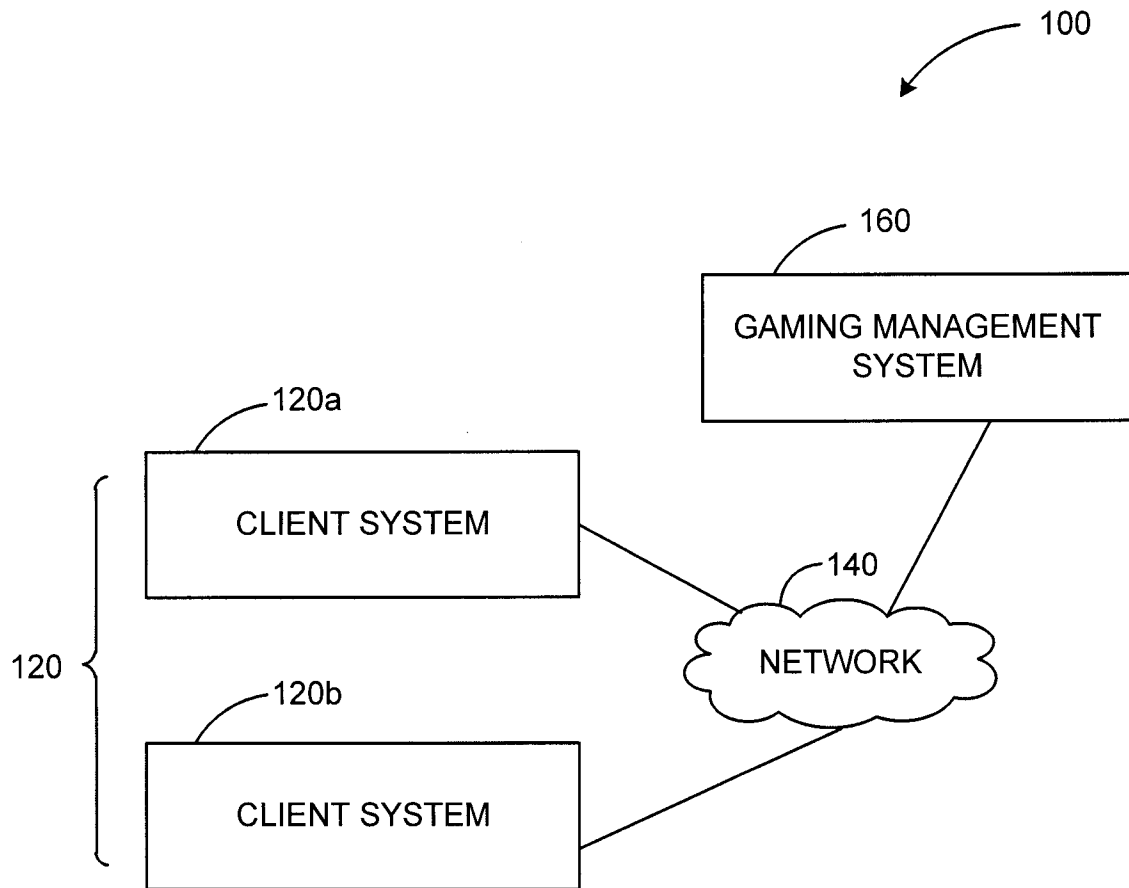 100
160
GAMING MANAGEMENT
SYSTEM
120a
CLIENT SYSTEM
140
NETWORK
120
120b
CLIENT SYSTEM